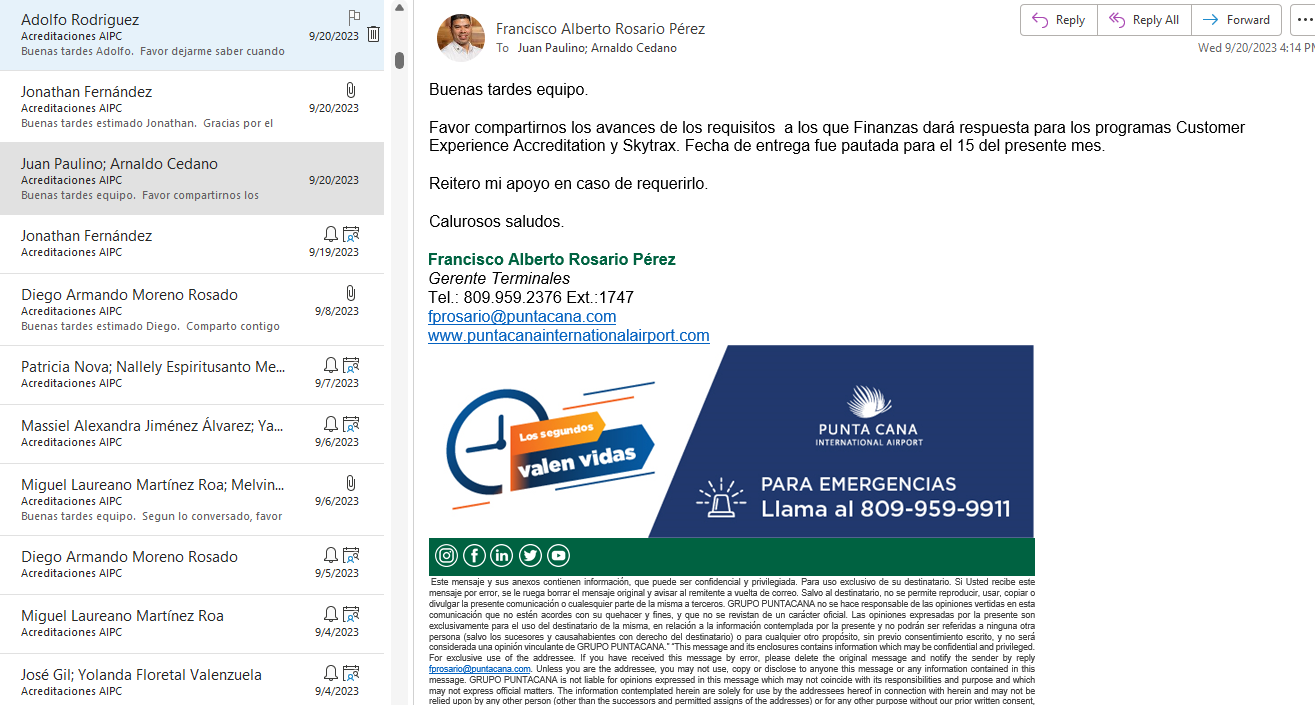 Adolfo Rodriguez
Acreditaciones AIPC
9/20/2023
Buenas tardes Adolfo.  Favor dejarme saber cuando
Jonathan Fernández
Acreditaciones AIPC
9/20/2023
Buenas tardes estimado Jonathan.  Gracias por el
Juan Paulino; Arnaldo Cedano
Acreditaciones AIPC
9/20/2023
Buenas tardes equipo.  Favor compartirnos los
Jonathan Fernández
Acreditaciones AIPC
9/19/2023
Diego Armando Moreno Rosado
Acreditaciones AIPC
9/8/2023
Buenas tardes estimado Diego.  Comparto contigo
Patricia Nova; Nallely Espiritusanto Me...
Acreditaciones AIPC
9/7/2023
Massiel Alexandra Jiménez Álvarez; Ya...
Acreditaciones AIPC
9/6/2023
Miguel Laureano Martínez Roa; Melvin...
Acreditaciones AIPC
9/6/2023
Buenas tardes equipo.  Segun lo conversado, favor
Diego Armando Moreno Rosado
Acreditaciones AIPC
9/5/2023
Miguel Laureano Martínez Roa
Acreditaciones AIPC
9/4/2023
José Gil; Yolanda Floretal Valenzuela
Acreditaciones AIPC
9/4/2023
Francisco Alberto Rosario Pérez
To Juan Paulino; Arnaldo Cedano
Reply
Reply All
Forward
Wed 9/20/2023 4:14 PM
Buenas tardes equipo.
Favor compartirnos los avances de los requisitos  a los que Finanzas dará respuesta para los programas Customer
Experience Accreditation y Skytrax. Fecha de entrega fue pautada para el 15 del presente mes.
Reitero mi apoyo en caso de requerirlo.
Calurosos saludos.
Francisco Alberto Rosario Pérez
Gerente Terminales
Tel.: 809.959.2376 Ext.:1747
fprosario@puntacana.com
www.puntacanainternationalairport.com
Los segundos
valen vidas
PUNTA CANA
INTERNATIONAL AIRPORT
PARA EMERGENCIAS
Llama al 809-959-9911
Este mensaje y sus anexos contienen información, que puede ser confidencial y privilegiada. Para uso exclusivo de su destinatario. Si Usted recibe este
mensaje por error, se le ruega borrar el mensaje original y avisar al remitente a vuelta de correo. Salvo al destinatario, no se permite reproducir, usar, copiar o
divulgar la presente comunicación o cualesquier parte de la misma a terceros. GRUPO PUNTACANA no se hace responsable de las opiniones vertidas en esta
comunicación que no estén acordes con su quehacer y fines, y que no se revistan de un carácter oficial. Las opiniones expresadas por la presente son
exclusivamente para el uso del destinatario de la misma, en relación a la información contemplada por la presente y no podrán ser referidas a ninguna otra
persona (salvo los sucesores y causahabientes con derecho del destinatario) o para cualquier otro propósito, sin previo consentimiento escrito, y no será
considerada una opinión vinculante de GRUPO PUNTACANA." "This message and its enclosures contains information which may be confidential and privileged.
For exclusive use of the addressee. If you have received this message by error, please delete the original message and notify the sender by reply
fprosario@puntacana.com. Unless you are the addressee, you may not use, copy or disclose to anyone this message or any information contained in this
message. GRUPO PUNTACANA is not liable for opinions expressed in this message which may not coincide with its responsibilities and purpose and which
may not express official matters. The information contemplated herein are solely for use by the addressees hereof in connection with herein and may not be
relied upon by any other person (other than the successors and permitted assigns of the addresses) or for any other purpose without our prior written consent,